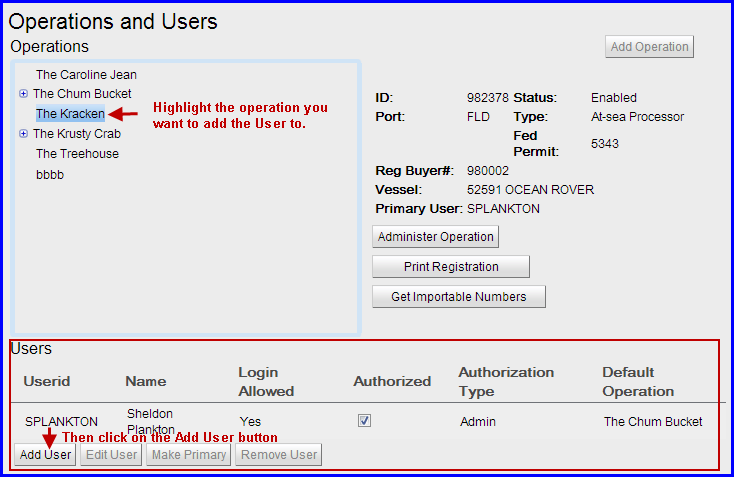 Operations and Users
Operations
Add Operation
The Caroline Jean
The Chum Bucket
The Kracken
The Krusty Crab
The Treehouse
bbbb
Highlight the operation you
want to add the User to.
ID: 982378 Status: Enabled
Port: FLD Type: At-sea Processor
Fed
Permit: 5343
Reg Buyer#: 980002
Vessel: 52591 OCEAN ROVER
Primary User: SPLANKTON
Administer Operation
Print Registration
Get Importable Numbers
Users
Userid Name Login
Allowed Authorized Authorization
Type Default
Operation
SPLANKTON Sheldon
Plankton Yes Admin The Chum Bucket
Then click on the Add User button
Add User Edit User Make Primary Remove User